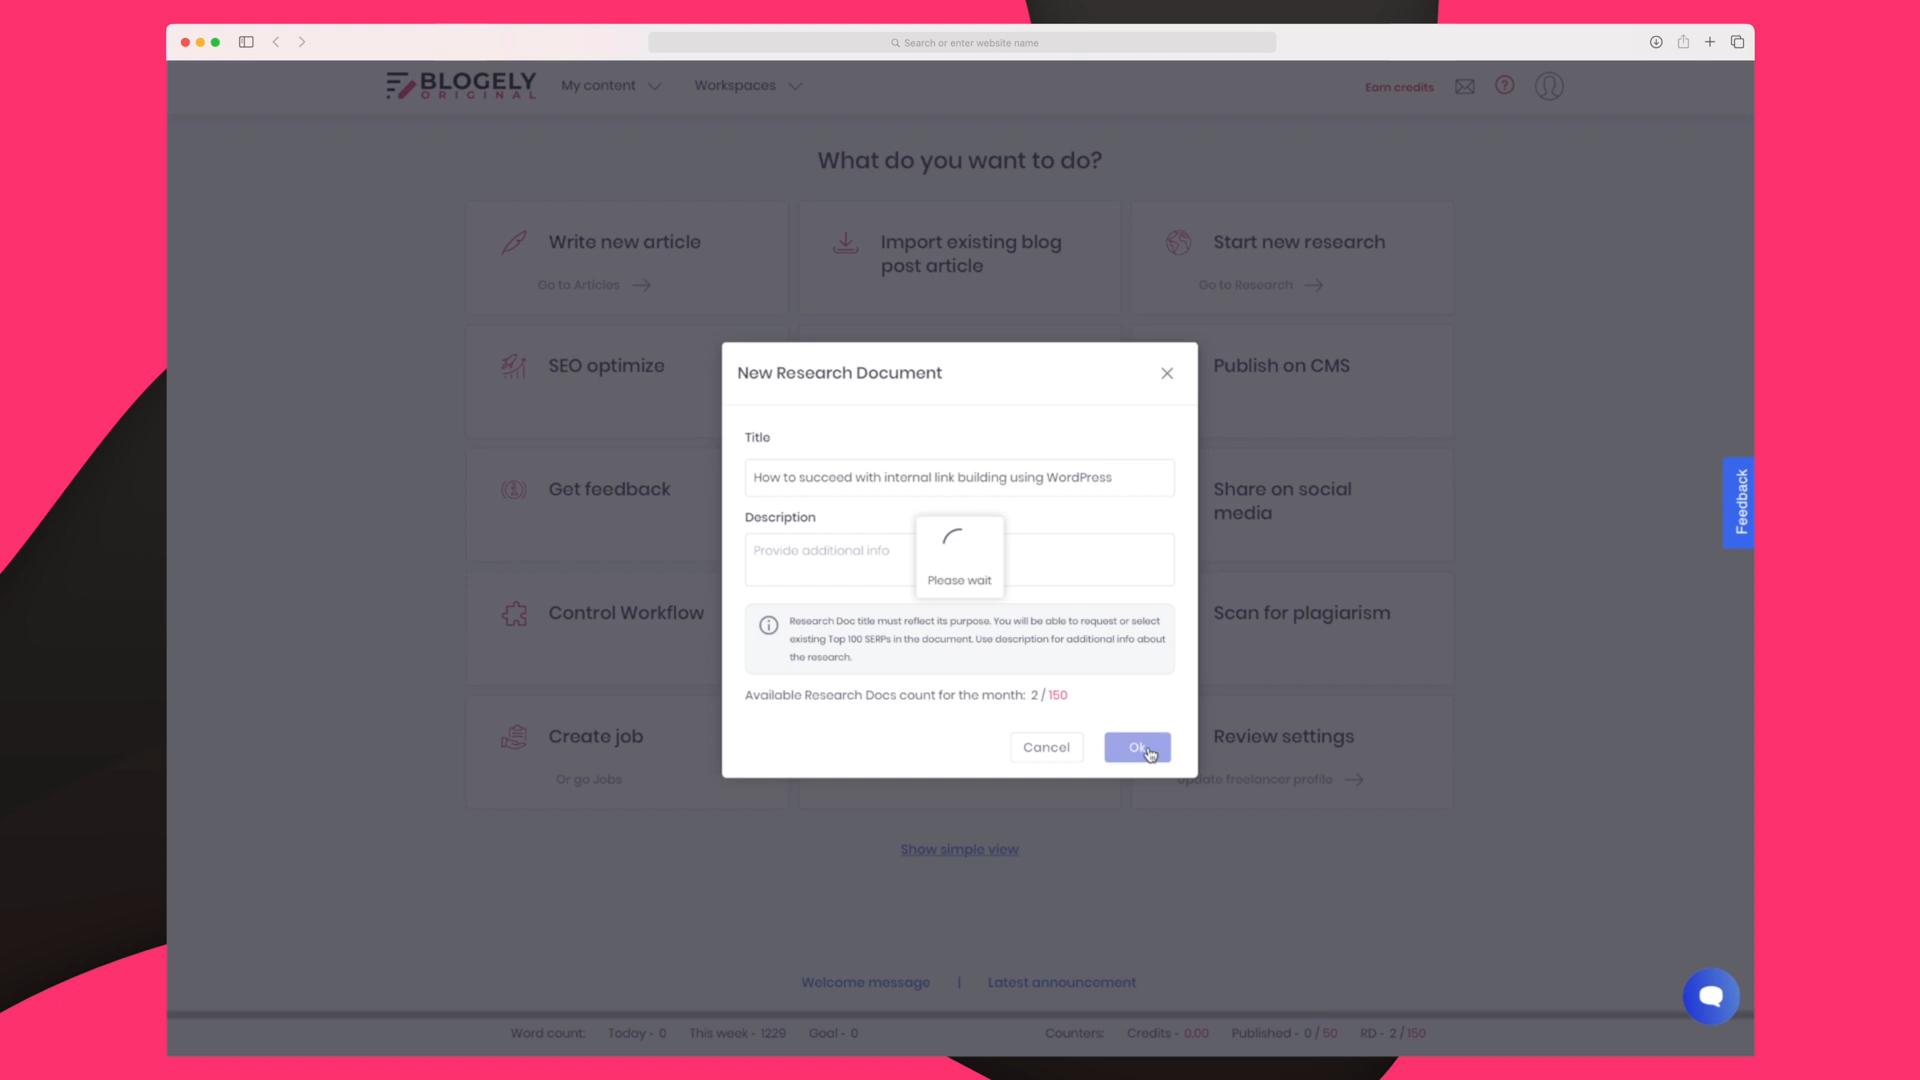 Search or enter website name
BLOGELY
ORIGINAL
My content
Workspaces
Earn credits
What do you want to do?
Write new article
Go to Articles
Import existing blog
post article
Start new research
Go to Research
SEO optimize
Publish on CMS
Get feedback
Share on social
media
Control Workflow
Scan for plagiarism
Create job
Or go Jobs
Review settings
Update freelancer profile
New Research Document
Title
How to succeed with internal link building using WordPress
Description
Provide additional info
Please wait
Research Doc title must reflect its purpose. You will be able to request or select
existing Top 100 SERPs in the document. Use description for additional info about
the research.
Available Research Docs count for the month: 2 / 150
Cancel
Ok
Feedback
Show simple view
Welcome message | Latest announcement
Word count: Today - 0 This week - 1229 Goal - 0 Counters: Credits - 0.00 Published - 0 / 50 RD - 2 / 150